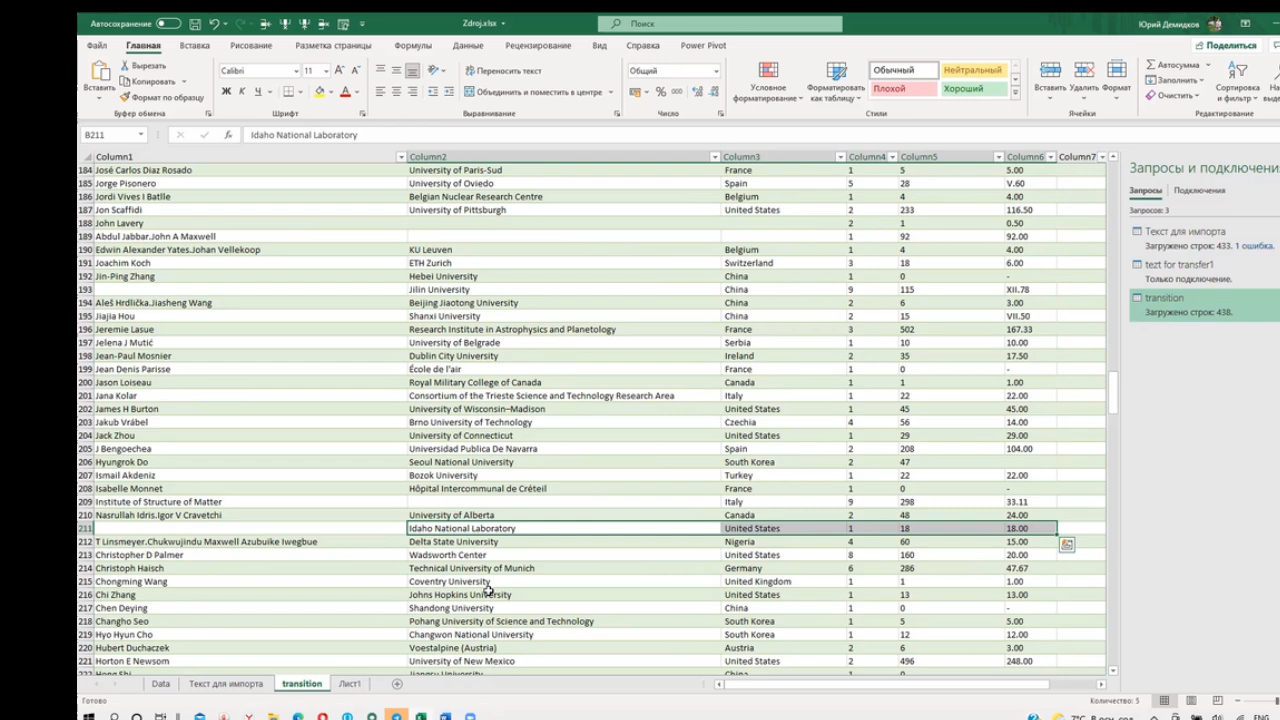 Автосохранение Zdroj.xlsx Поиск Юрий Демидков
Файл Главная Вставка Рисование Разметка страницы Формулы Данные Рецензирование Вид Справка Power Pivot Поделиться
Вставить Вырезать Копировать Формат по образцу Calibri 11 Переносить текст Объединить и поместить в центре Общий Условное форматирование Форматировать как таблицу Обычный Нейтральный Плохой Хороший Вставить Удалить Формат Автосумма Заполнить Очистить Сортировка и фильтр
Буфер обмена Шрифт Выравнивание Число Стили Ячейки Редактирование
B211 Idaho National Laboratory
Column1 Column2 Column3 Column4 Column5 Column6 Column7
184 José Carlos Diaz Rosado University of Paris-Sud France 1 5 5.00
185 Jorge Pisonero University of Oviedo Spain 5 28 V.60
186 Jordi Vives I Batlle Belgian Nuclear Research Centre Belgium 1 4 4.00
187 Jon Scaffidi University of Pittsburgh United States 2 233 116.50
188 John Lavery 2 1 0.50
189 Abdul Jabbar.John A Maxwell 1 92 92.00
190 Edwin Alexander Yates.Johan Vellekoop KU Leuven Belgium 1 4 4.00
191 Joachim Koch ETH Zurich Switzerland 3 18 6.00
192 Jin-Ping Zhang Hebei University China 1 0 -
193 Jilin University China 9 115 XII.78
194 Aleš Hrdlička.Jiasheng Wang Beijing Jiaotong University China 2 6 3.00
195 Jiajia Hou Shanxi University China 2 15 VII.50
196 Jeremie Lasue Research Institute in Astrophysics and Planetology France 3 502 167.33
197 Jelena J Mutić University of Belgrade Serbia 1 10 10.00
198 Jean-Paul Mosnier Dublin City University Ireland 2 35 17.50
199 Jean Denis Parisse École de l'air France 1 0 -
200 Jason Loiseau Royal Military College of Canada Canada 1 1 1.00
201 Jana Kolar Consortium of the Trieste Science and Technology Research Area Italy 1 22 22.00
202 James H Burton University of Wisconsin–Madison United States 1 45 45.00
203 Jakub Vrábel Brno University of Technology Czechia 4 56 14.00
204 Jack Zhou University of Connecticut United States 1 29 29.00
205 J Bengoechea Universidad Publica De Navarra Spain 2 208 104.00
206 Hyungrok Do Seoul National University South Korea 2 47
207 Ismail Akdeniz Bozok University Turkey 1 22 22.00
208 Isabelle Monnet Hôpital Intercommunal de Créteil France 1 0 -
209 Institute of Structure of Matter Italy 9 298 33.11
210 Nasrullah Idris.Igor V Cravetchi University of Alberta Canada 2 48 24.00
211 Idaho National Laboratory United States 1 18 18.00
212 T Linsmeyer.Chukwujindu Maxwell Azubuike Iwegbue Delta State University Nigeria 4 60 15.00
213 Christopher D Palmer Wadsworth Center United States 8 160 20.00
214 Christoph Haisch Technical University of Munich Germany 6 286 47.67
215 Chongming Wang Coventry University United Kingdom 1 1 1.00
216 Chi Zhang Johns Hopkins University United States 1 13 13.00
217 Chen Deying Shandong University China 1 0 -
218 Changho Seo Pohang University of Science and Technology South Korea 1 5 5.00
219 Hyo Hyun Cho Changwon National University South Korea 1 12 12.00
220 Hubert Duchaczek Voestalpine (Austria) Austria 2 6 3.00
221 Horton E Newsom University of New Mexico United States 2 496 248.00
Запросы и подключени
Запросы Подключения
Запросов: 3
Текст для импорта
Загружено строк: 433. 1 ошибка.
tezt for transfer1
Только подключение.
transition
Загружено строк: 438.
Data Текст для импорта transition Лист1
Готово Количество: 5
7°C ENG